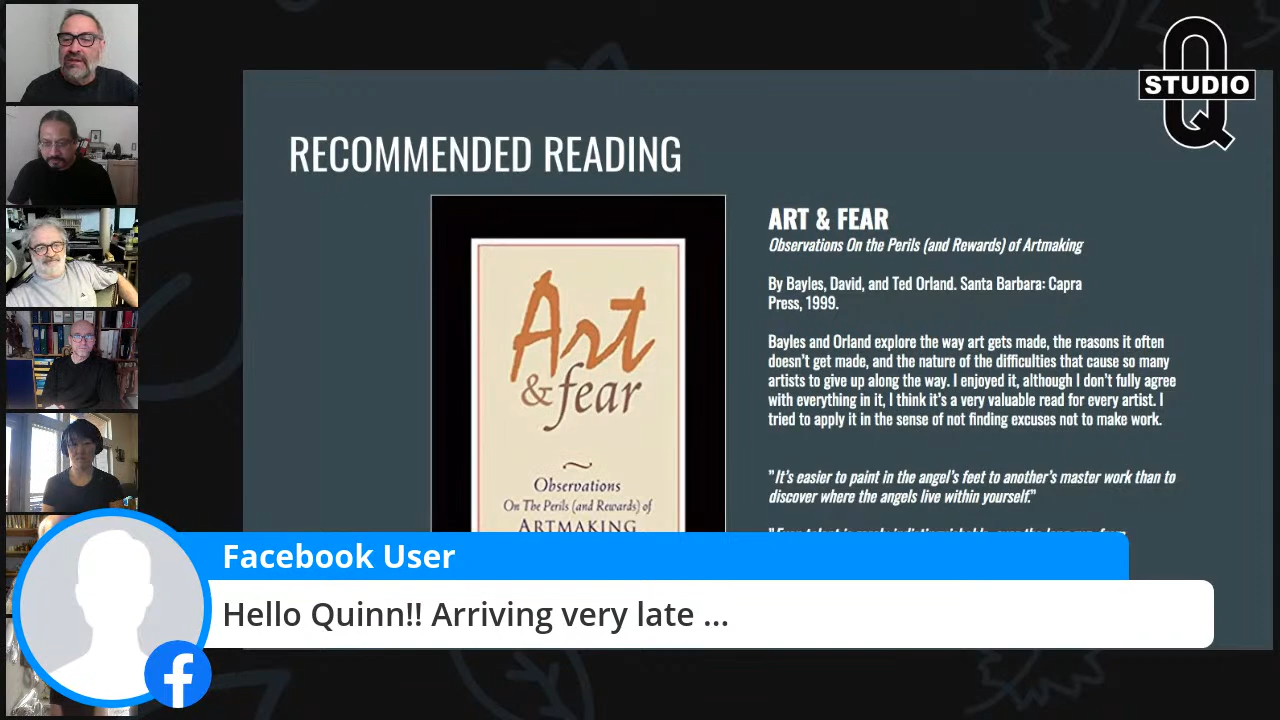 STUDIO
Q
RECOMMENDED READING
Art
& fear
Observations
On The Perils (and Rewards) of
ARTMAKING
ART & FEAR
Observations On the Perils (and Rewards) of Artmaking
By Bayles, David, and Ted Orland. Santa Barbara: Capra
Press, 1999.
Bayles and Orland explore the way art gets made, the reasons it often
doesn't get made, and the nature of the difficulties that cause so many
artists to give up along the way. I enjoyed it, although I don't fully agree
with everything in it, I think it's a very valuable read for every artist. I
tried to apply it in the sense of not finding excuses not to make work.
"It's easier to paint in the angel's feet to another's master work than to
discover where the angels live within yourself."
Facebook User
Hello Quinn!! Arriving very late ...